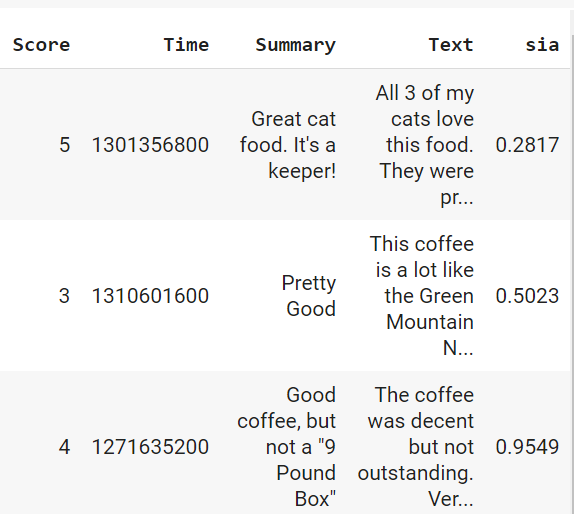 Score Time Summary Text sia
5 1301356800 Great cat food. It's a keeper! All 3 of my cats love this food. They were pr... 0.2817
3 1310601600 Pretty Good This coffee is a lot like the Green Mountain N... 0.5023
4 1271635200 Good coffee, but not a "9 Pound Box" The coffee was decent but not outstanding. Ver... 0.9549